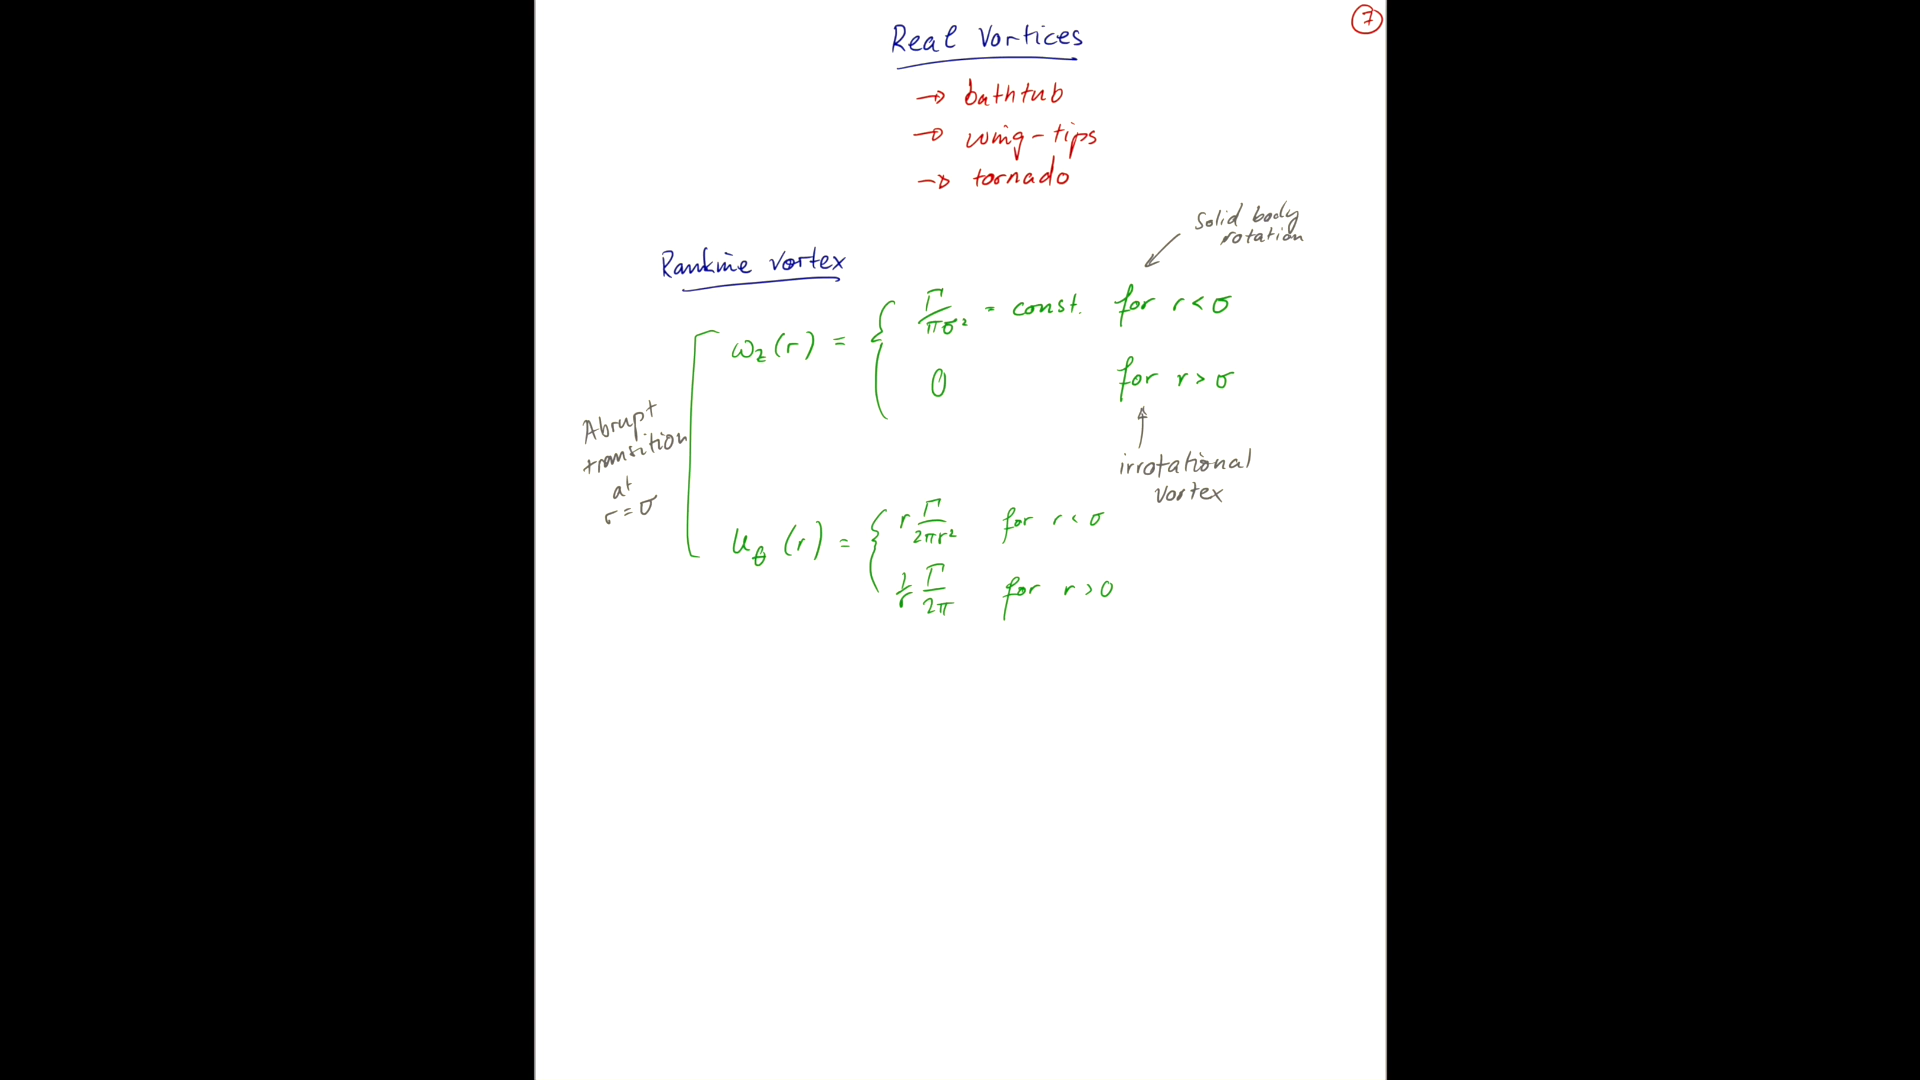 7
Real Vortices
→ bathtub
→ wing-tips
→ tornado
Solid body
rotation
Rankine vortex
ω_z(r) = { Γ/πσ² = const. for r < σ
0 for r > σ
Abrupt
transition
at
r = σ
irrotational
vortex
u_θ(r) = { r Γ/2πr² for r < σ
1/r Γ/2π for r > 0